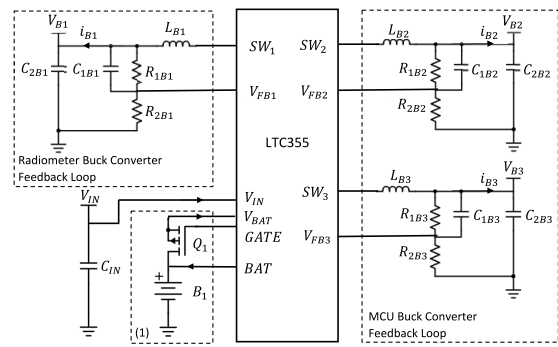 V_B1
i_B1
L_B1
C_2B1
C_1B1
R_1B1
R_2B1
Radiometer Buck Converter
Feedback Loop
V_IN
C_IN
(1)
Q_1
+
B_1
SW_1
V_FB1
LTC355
V_IN
V_BAT
GATE
BAT
SW_2
V_FB2
SW_3
V_FB3
L_B2
i_B2
V_B2
R_1B2
C_1B2
C_2B2
R_2B2
L_B3
i_B3
V_B3
R_1B3
C_1B3
C_2B3
R_2B3
MCU Buck Converter
Feedback Loop